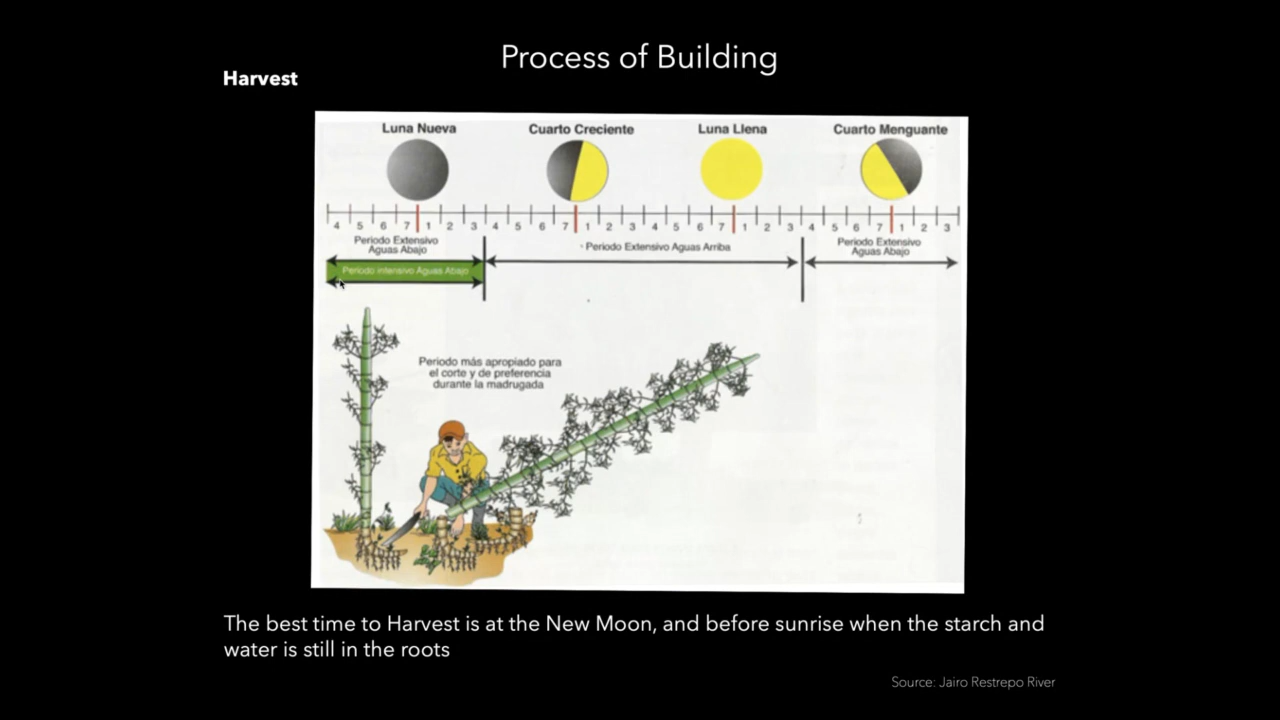 Process of Building
Harvest
Luna Nueva
Cuarto Creciente
Luna Llena
Cuarto Menguante
4 5 6 7 1 2 3 4 5 6 7 1 2 3 4 5 6 7 1 2 3 4 5 6 7 1 2 3
Periodo Extensivo
Aguas Abajo
Periodo Extensivo Aguas Arriba
Periodo Extensivo
Aguas Abajo
Periodo intensivo Aguas Abajo
Periodo más apropiado para
el corte y de preferencia
durante la madrugada
The best time to Harvest is at the New Moon, and before sunrise when the starch and
water is still in the roots
Source: Jairo Restrepo River